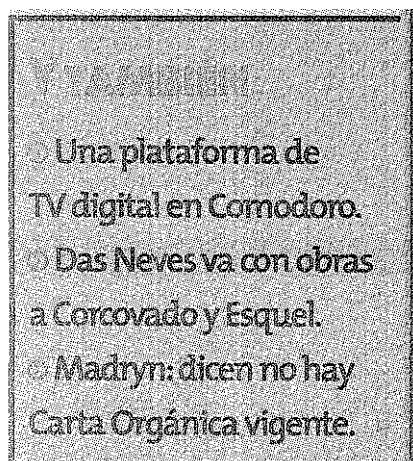 Y TAMBIÉN
Una plataforma de
TV digital en Comodoro.
Das Neves va con obras
a Corcovado y Esquel.
Madryn: dicen no hay
Carta Orgánica vigente.